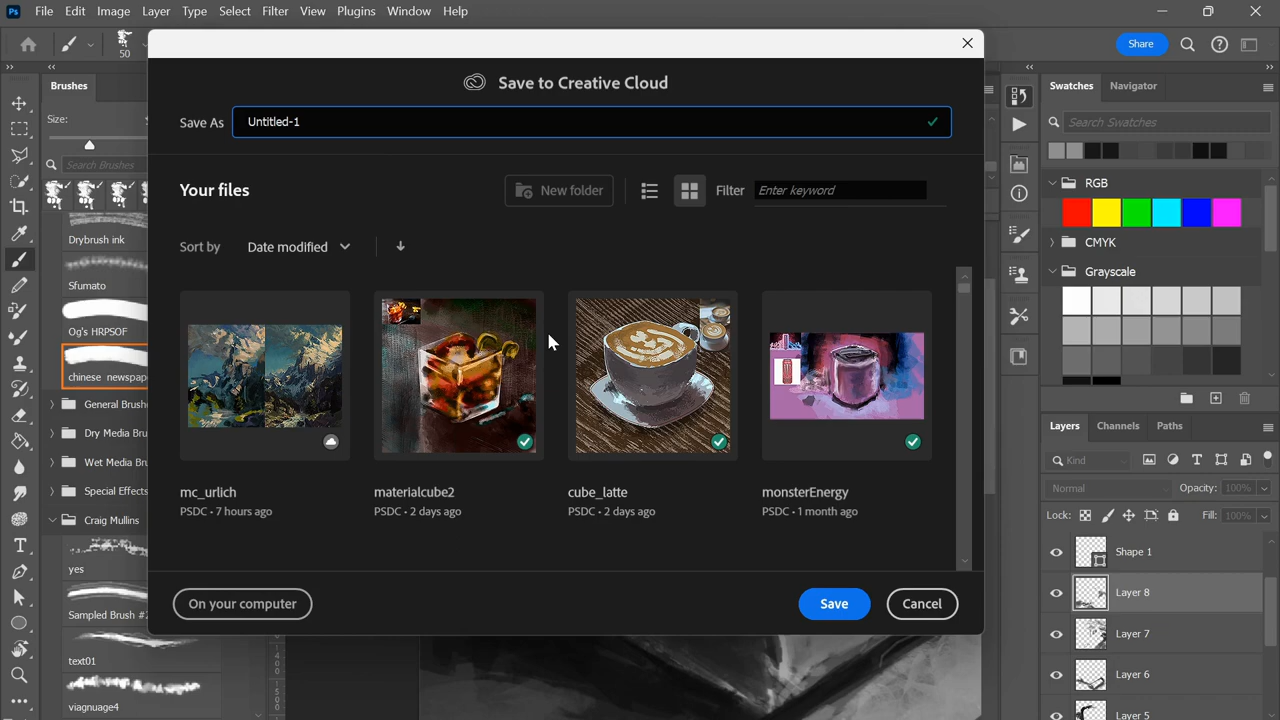 Ps File Edit Image Layer Type Select Filter View Plugins Window Help
50
Share
Brushes
Size:
Search Brushes
Drybrush ink
Sfumato
Og's HRPSOF
chinese newspap
General Brush
Dry Media Bru
Wet Media Bru
Special Effects
Craig Mullins
yes
Sampled Brush #2
text01
viagnuage4
Save to Creative Cloud
Save As Untitled-1
Your files New folder Filter Enter keyword
Sort by Date modified
mc_urlich
PSDC • 7 hours ago
materialcube2
PSDC • 2 days ago
cube_latte
PSDC • 2 days ago
monsterEnergy
PSDC • 1 month ago
On your computer Save Cancel
Swatches Navigator
Search Swatches
RGB
CMYK
Grayscale
Layers Channels Paths
Kind
Normal Opacity: 100%
Lock: Fill: 100%
Shape 1
Layer 8
Layer 7
Layer 6
Layer 5